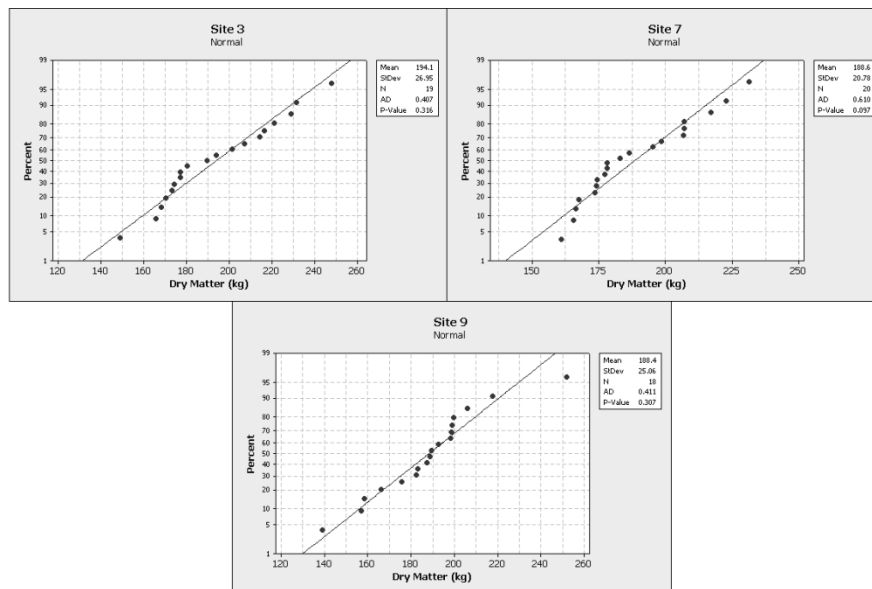 Site 3
Normal
99
95
90
80
70
60
50
40
30
20
10
5
1
Percent
120 140 160 180 200 220 240 260
Dry Matter (kg)
Mean 194.1
StDev 26.95
N 19
AD 0.407
P-Value 0.316
Site 7
Normal
99
95
90
80
70
60
50
40
30
20
10
5
1
Percent
150 175 200 225 250
Dry Matter (kg)
Mean 188.6
StDev 20.78
N 20
AD 0.610
P-Value 0.097
Site 9
Normal
99
95
90
80
70
60
50
40
30
20
10
5
1
Percent
120 140 160 180 200 220 240 260
Dry Matter (kg)
Mean 188.4
StDev 25.06
N 18
AD 0.411
P-Value 0.307